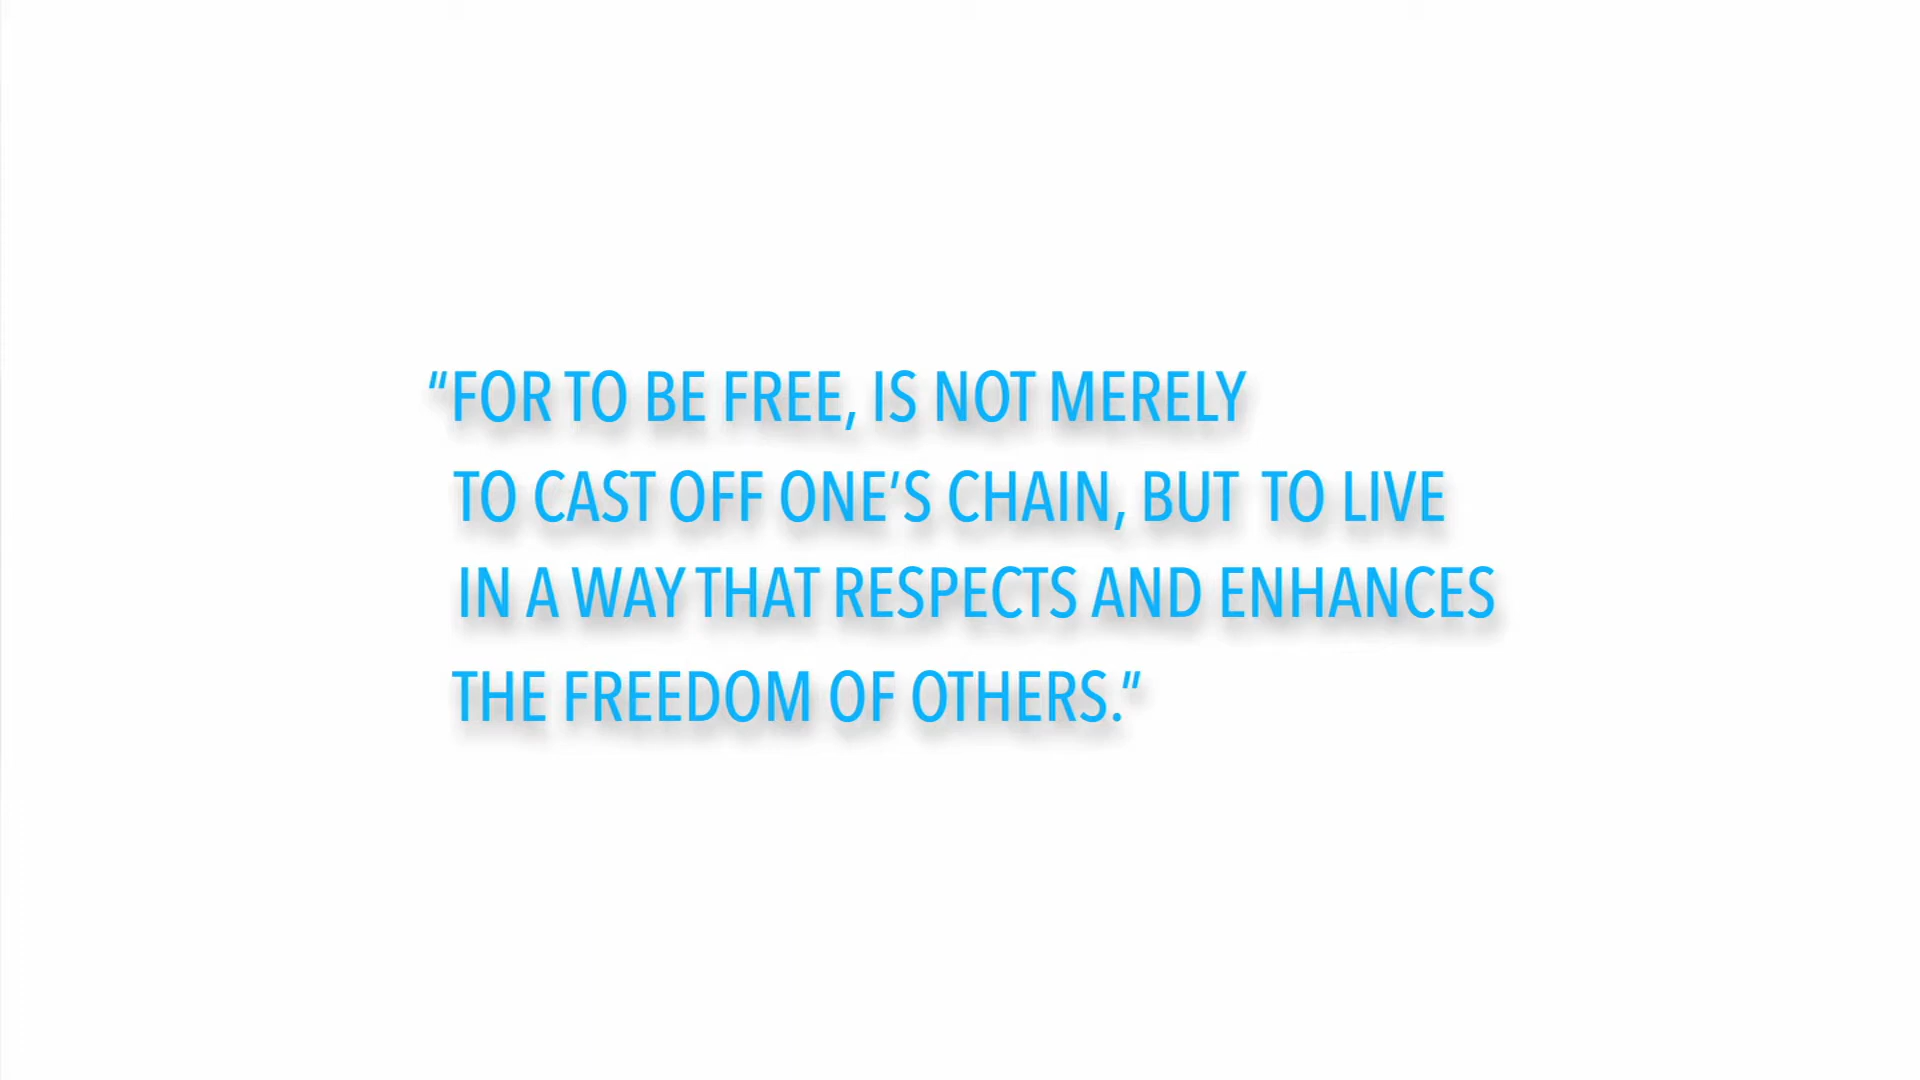 “FOR TO BE FREE, IS NOT MERELY
TO CAST OFF ONE’S CHAIN, BUT TO LIVE
IN A WAY THAT RESPECTS AND ENHANCES
THE FREEDOM OF OTHERS.”